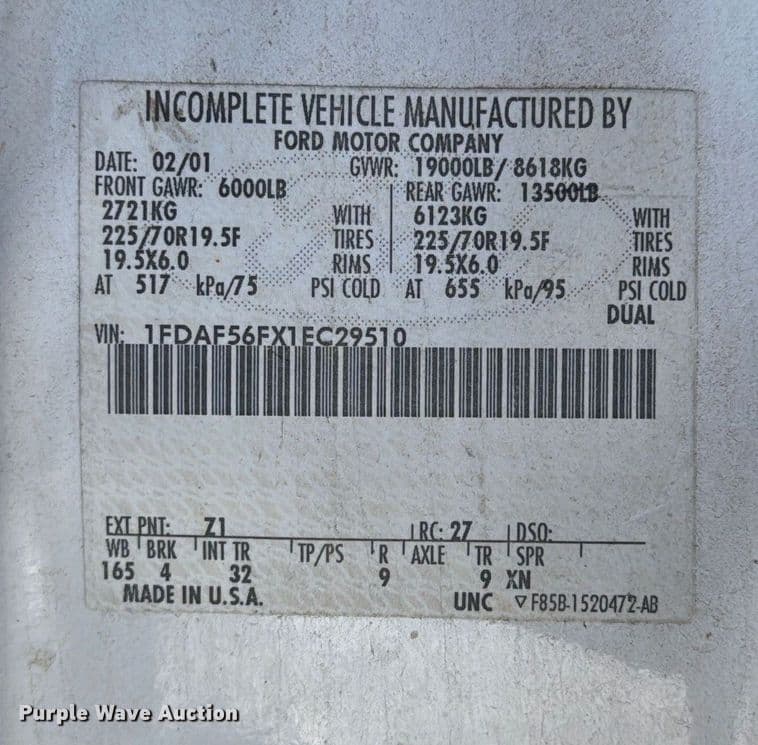 INCOMPLETE VEHICLE MANUFACTURED BY
FORD MOTOR COMPANY
DATE: 02/01 GVWR: 19000LB/ 8618KG
FRONT GAWR: 6000LB REAR GAWR: 13500LB
2721KG WITH 6123KG WITH
225/70R19.5F TIRES 225/70R19.5F TIRES
19.5X6.0 RIMS 19.5X6.0 RIMS
AT 517 kPa/75 PSI COLD AT 655 kPa/95 PSI COLD
DUAL
VIN: 1FDAF56FX1EC29510
EXT PNT: Z1 RC: 27 DSO:
WB BRK INT TR TP/PS R AXLE TR SPR
165 4 32 9 9 XN
MADE IN U.S.A. UNC ▽F85B-1520472-AB
Purple Wave Auction